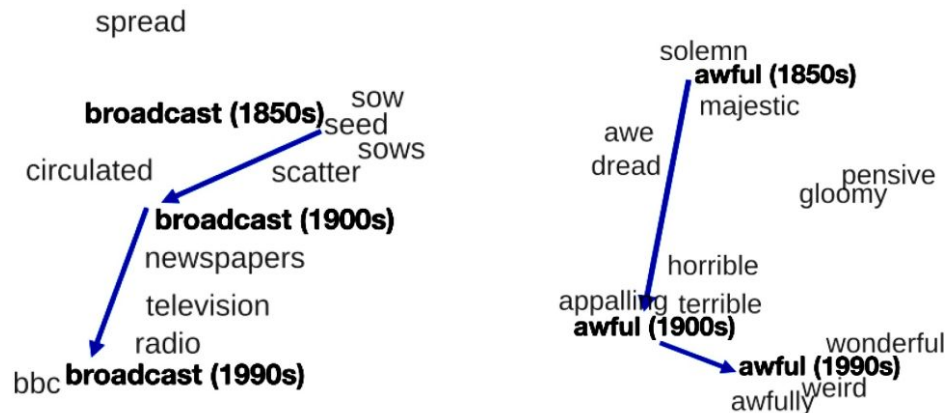 spread
broadcast (1850s)
sow
seed
sows
circulated
scatter
broadcast (1900s)
newspapers
television
radio
bbc
broadcast (1990s)
solemn
awful (1850s)
majestic
awe
dread
pensive
gloomy
horrible
appalling
terrible
awful (1900s)
wonderful
awful (1990s)
weird
awfully